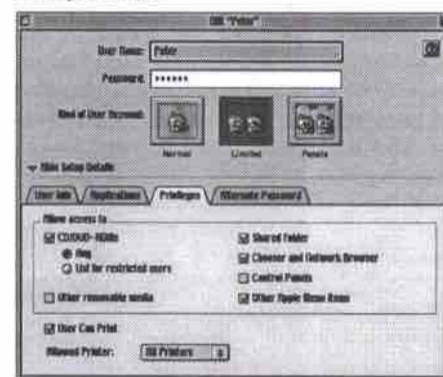 Edit "Peter"
User Name: Peter
Password: ••••••
Kind of User Account:
Normal Limited Panels
Hide Setup Details
User Info Applications Privileges Alternate Password
Allow access to
CD/DVD-ROMs
Any
List for restricted users
Other removable media
Shared Folder
Chooser and Network Browser
Control Panels
Other Apple Menu Items
User Can Print
Allowed Printer: All Printers